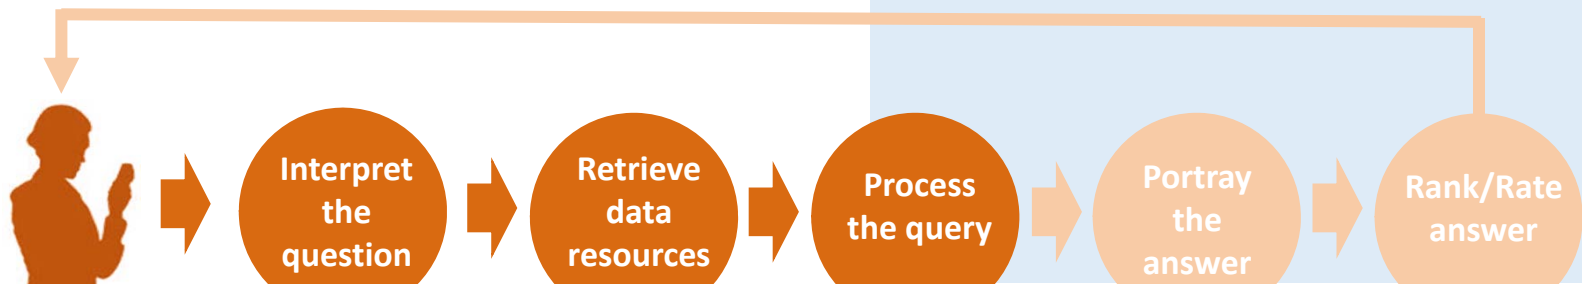 Interpret
the
question
Retrieve
data
resources
Process
the query
Portray
the
answer
Rank/Rate
answer